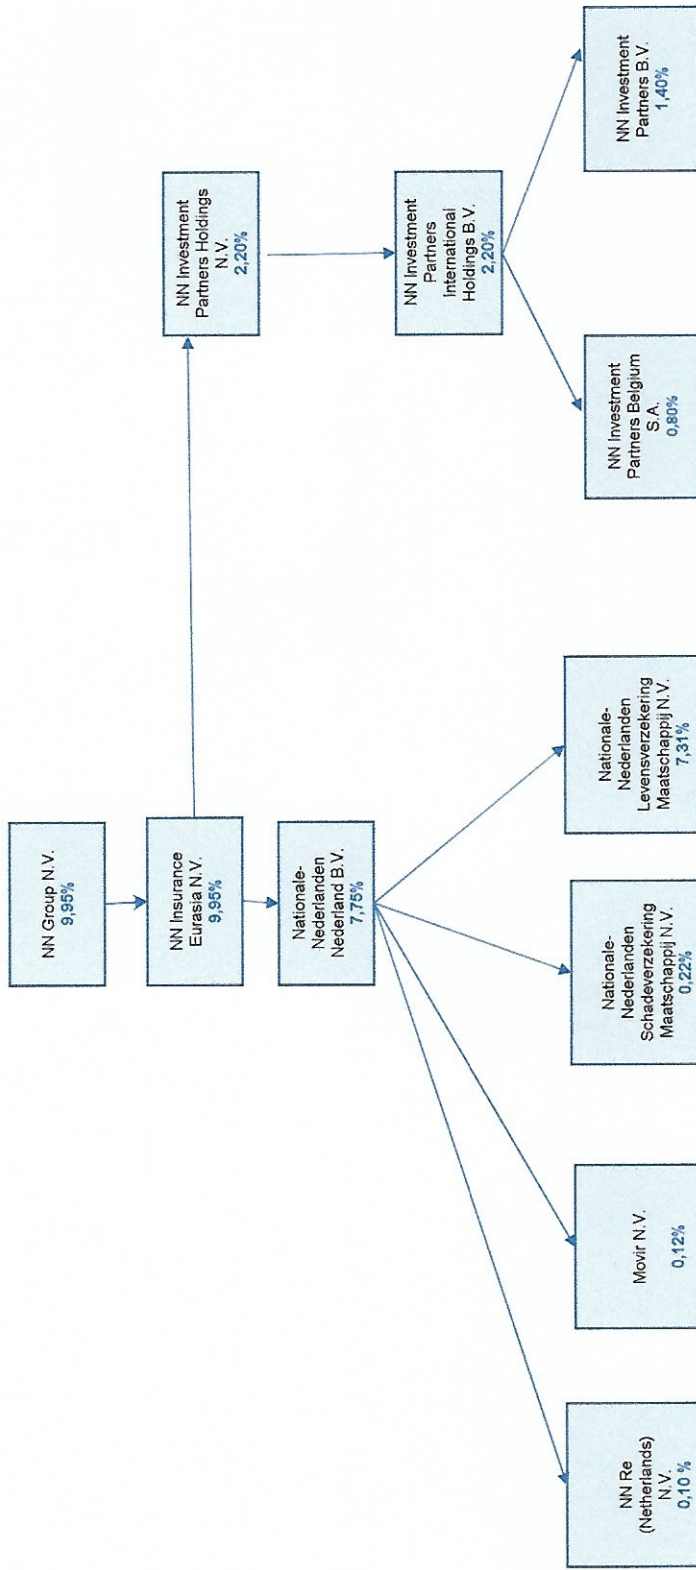 NN Group N.V.
9,95%
NN Insurance
Eurasia N.V.
9,95%
Nationale-
Nederlanden
Nederland B.V.
7,75%
NN Investment
Partners Holdings
N.V.
2,20%
NN Investment
Partners
International
Holdings B.V.
2,20%
NN Re
(Netherlands)
N.V.
0,10 %
Movir N.V.
0,12%
Nationale-
Nederlanden
Schadeverzekering
Maatschappij N.V.
0,22%
Nationale-
Nederlanden
Levensverzekering
Maatschappij N.V.
7,31%
NN Investment
Partners Belgium
S.A.
0,80%
NN Investment
Partners B.V.
1,40%